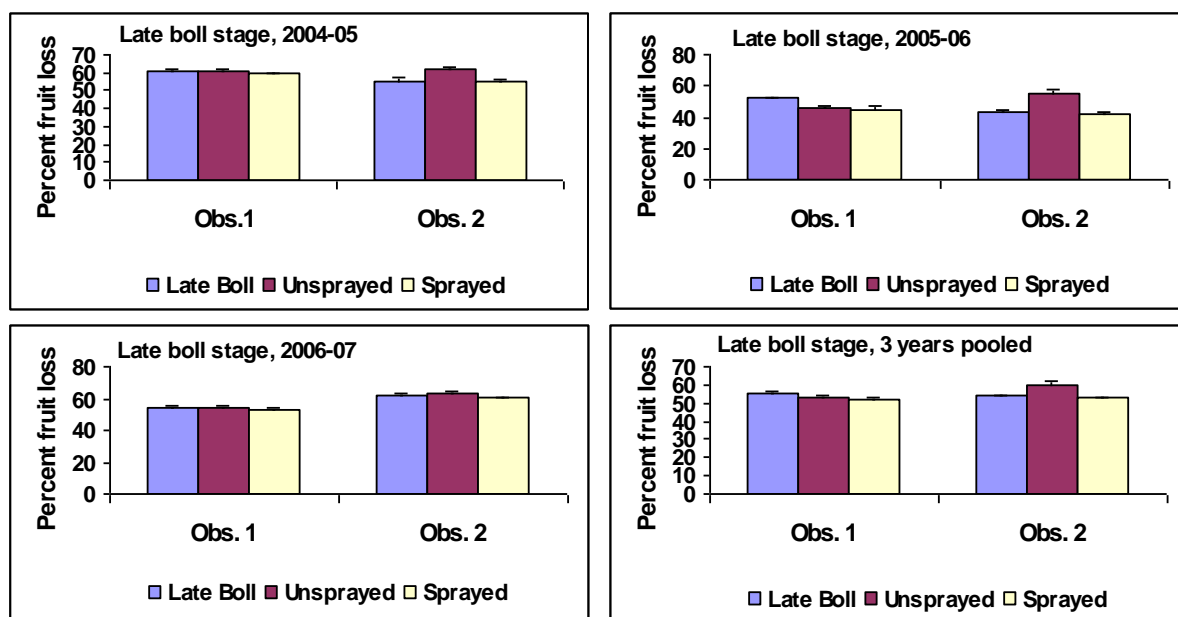 Late boll stage, 2004-05
Percent fruit loss
70
60
50
40
30
20
10
0
Obs.1 Obs. 2
Late Boll Unsprayed Sprayed
Late boll stage, 2005-06
Percent fruit loss
80
60
40
20
0
Obs. 1 Obs. 2
Late Boll Unsprayed Sprayed
Late boll stage, 2006-07
Percent fruit loss
80
60
40
20
0
Obs. 1 Obs. 2
Late Boll Unsprayed Sprayed
Late boll stage, 3 years pooled
Percent fruit loss
70
60
50
40
30
20
10
0
Obs. 1 Obs. 2
Late Boll Unsprayed Sprayed